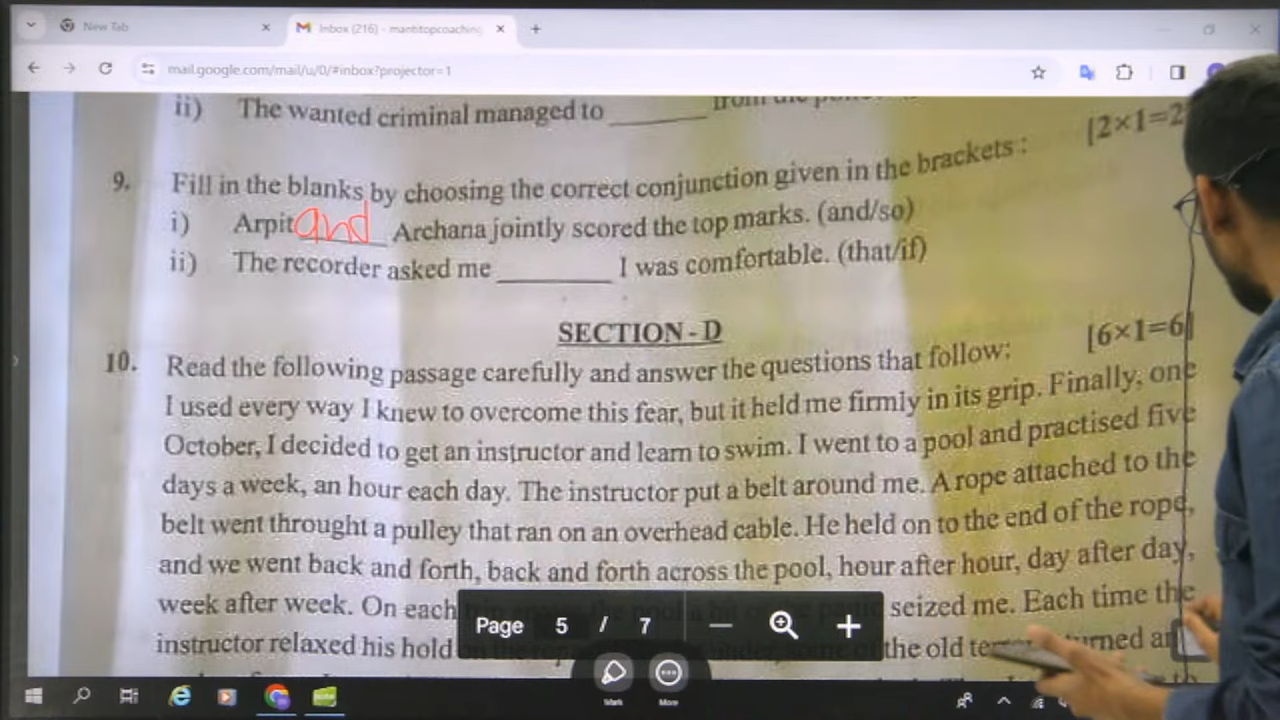 New Tab
Inbox (216) - mantitopcoaching
mail.google.com/mail/u/0/#inbox?projector=1
ii) The wanted criminal managed to ______ from the
[2×1=2
9. Fill in the blanks by choosing the correct conjunction given in the brackets :
i) Arpit and Archana jointly scored the top marks. (and/so)
ii) The recorder asked me ______ I was comfortable. (that/if)
SECTION - D
[6×1=6]
10. Read the following passage carefully and answer the questions that follow:
I used every way I knew to overcome this fear, but it held me firmly in its grip. Finally, one
October, I decided to get an instructor and learn to swim. I went to a pool and practised five
days a week, an hour each day. The instructor put a belt around me. A rope attached to the
belt went throught a pulley that ran on an overhead cable. He held on to the end of the rope,
and we went back and forth, back and forth across the pool, hour after hour, day after day,
week after week. On each seized me. Each time the
instructor relaxed his hold the old
Page 5 / 7
Mark
More